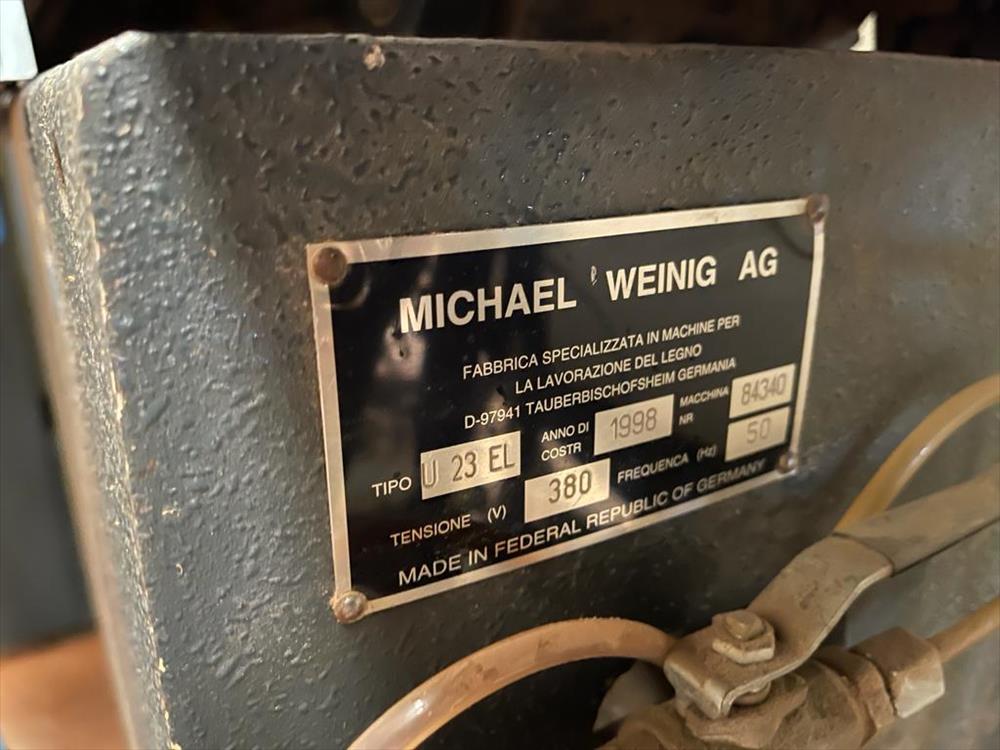 MICHAEL WEINIG AG
FABBRICA SPECIALIZZATA IN MACHINE PER
LA LAVORAZIONE DEL LEGNO
D-97941 TAUBERBISCHOFSHEIM GERMANIA
TIPO U 23 EL ANNO DI COSTR 1998 MACCHINA NR 84340
TENSIONE (V) 380 FREQUENCA (Hz) 50
MADE IN FEDERAL REPUBLIC OF GERMANY